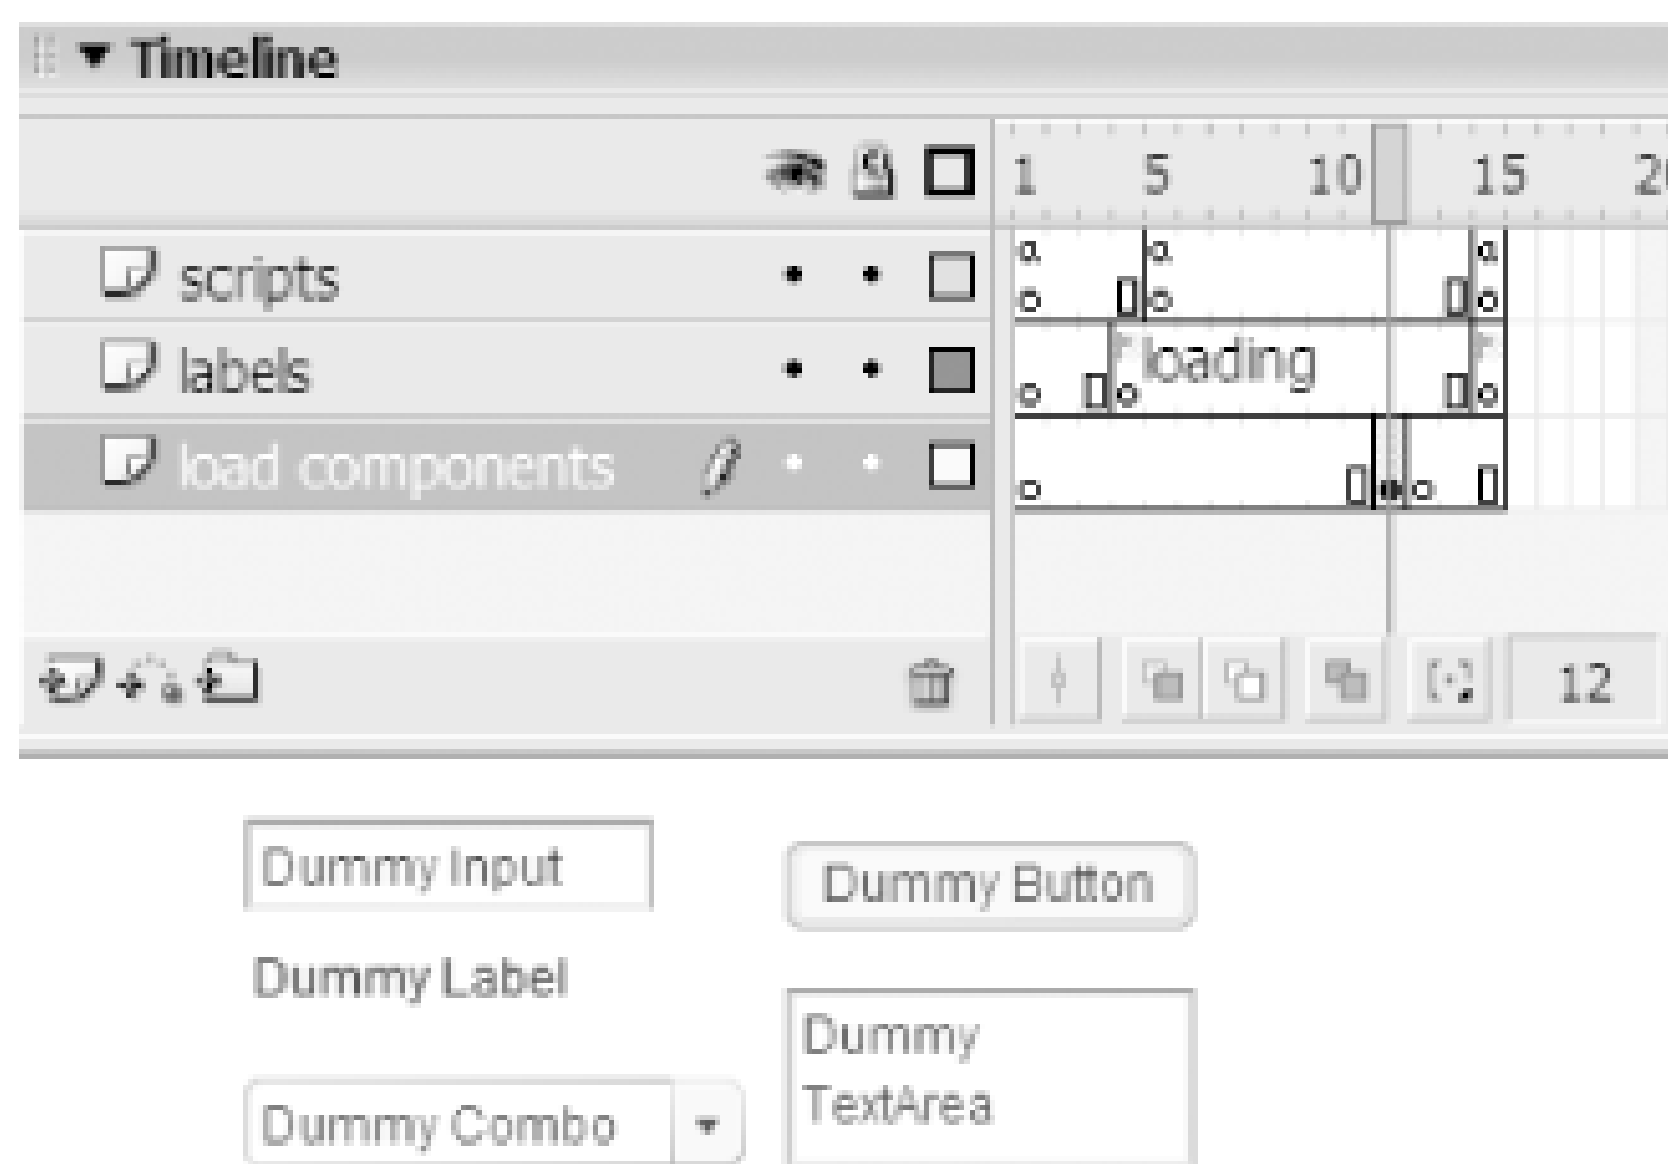 Timeline
1 5 10 15
scripts
a a a
labels
loading
load components
12
Dummy Input
Dummy Button
Dummy Label
Dummy
TextArea
Dummy Combo